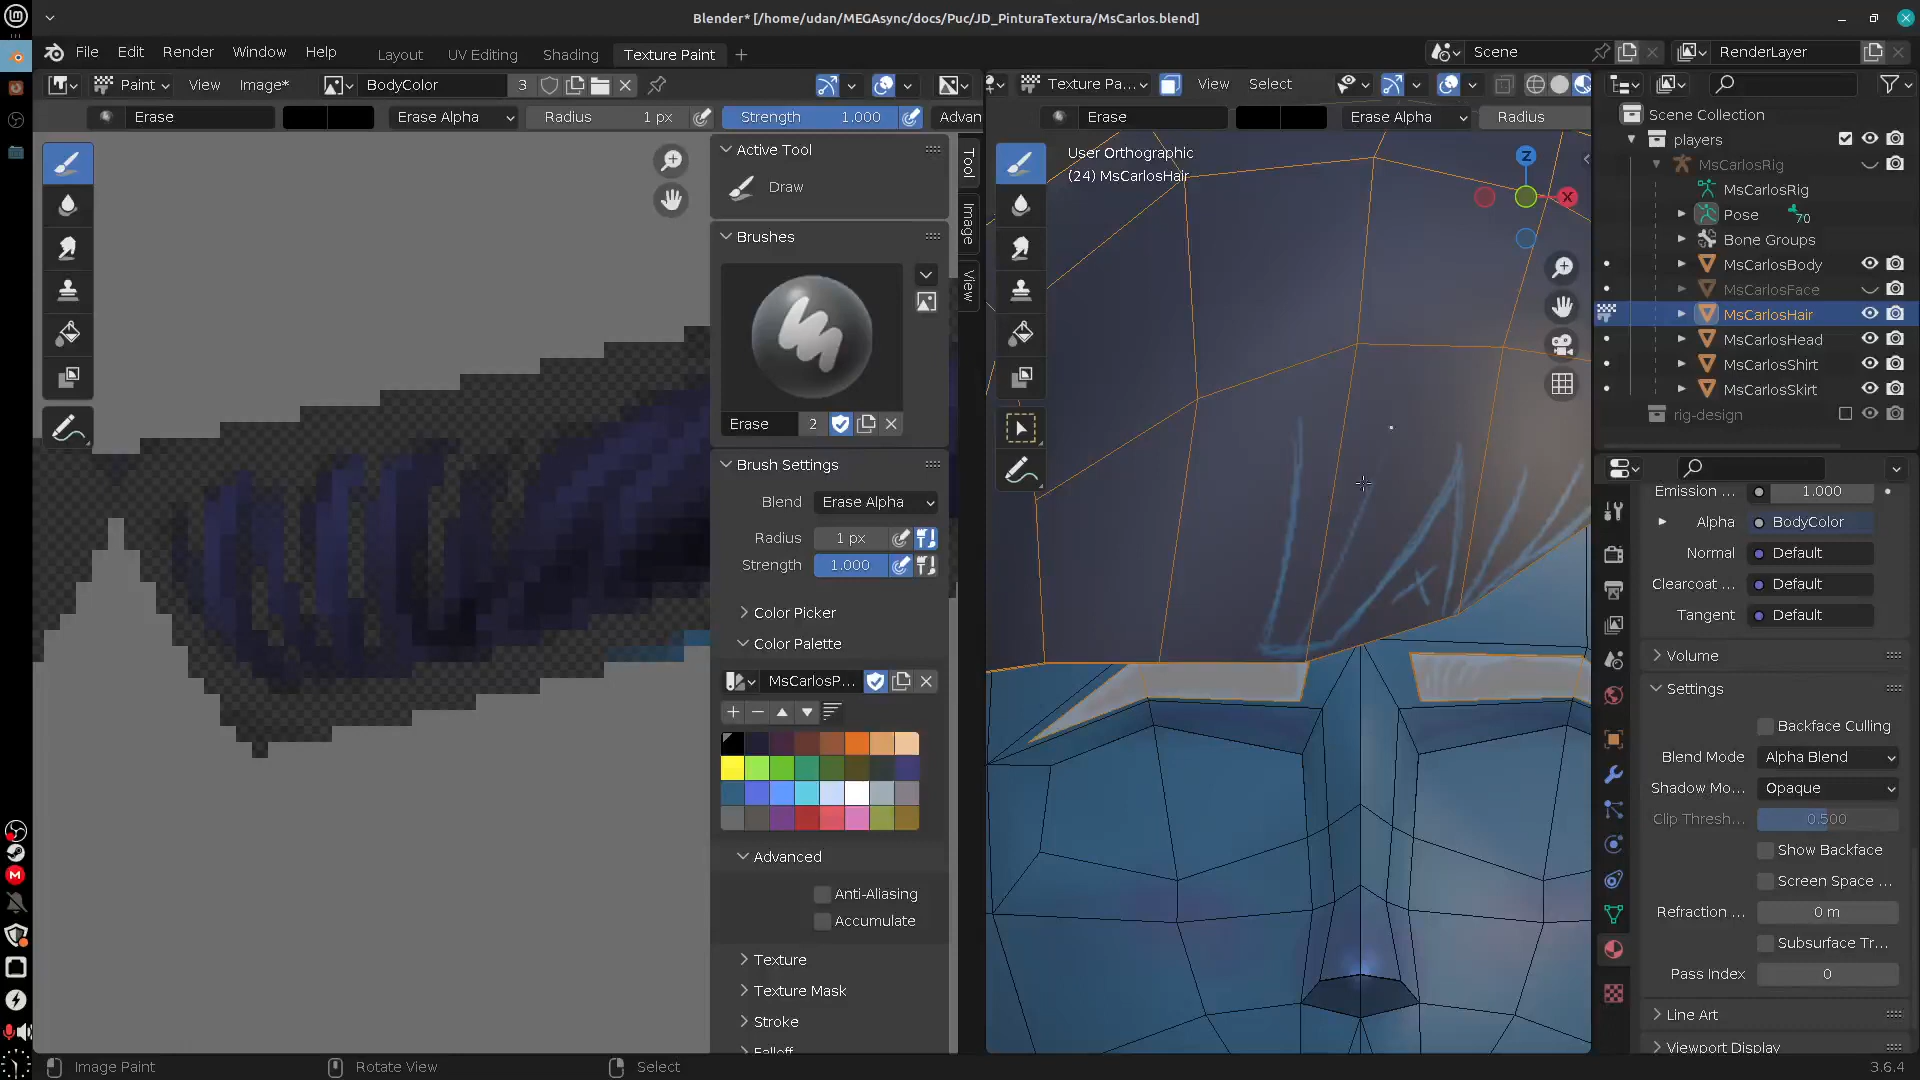 Blender* [/home/udan/MEGAsync/docs/Puc/JD_PinturaTextura/MsCarlos.blend]
File Edit Render Window Help Layout UV Editing Shading Texture Paint Scene RenderLayer
Paint View Image* BodyColor 3
Texture Pa... View Select
Erase Erase Alpha Radius 1 px Strength 1.000 Advan
Erase Erase Alpha Radius
Active Tool
Draw
Brushes
Erase 2
Brush Settings
Blend Erase Alpha
Radius 1 px
Strength 1.000
Color Picker
Color Palette
MsCarlosP...
Advanced
Anti-Aliasing
Accumulate
Texture
Texture Mask
Stroke
Falloff
Tool
Image
View
User Orthographic
(24) MsCarlosHair
Z
X
Scene Collection
players
MsCarlosRig
MsCarlosRig
Pose 70
Bone Groups
MsCarlosBody
MsCarlosFace
MsCarlosHair
MsCarlosHead
MsCarlosShirt
MsCarlosSkirt
rig-design
Emission ... 1.000
Alpha BodyColor
Normal Default
Clearcoat ... Default
Tangent Default
Volume
Settings
Backface Culling
Blend Mode Alpha Blend
Shadow Mo... Opaque
Clip Thresh... 0.500
Show Backface
Screen Space ...
Refraction ... 0 m
Subsurface Tr...
Pass Index 0
Line Art
Viewport Display
Image Paint Rotate View Select 3.6.4